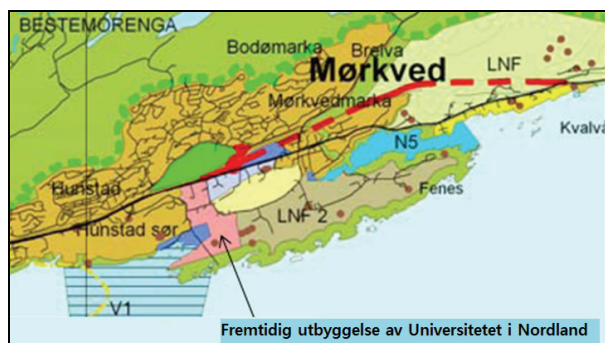 BESTEMORENGA
Bodømarka
Breiva
LNF
Mørkved
Mørkvedmarka
Kvalvå
N5
Hunstad
Fenes
LNF 2
Hunstad sør
V1
Fremtidig utbyggelse av Universitetet i Nordland